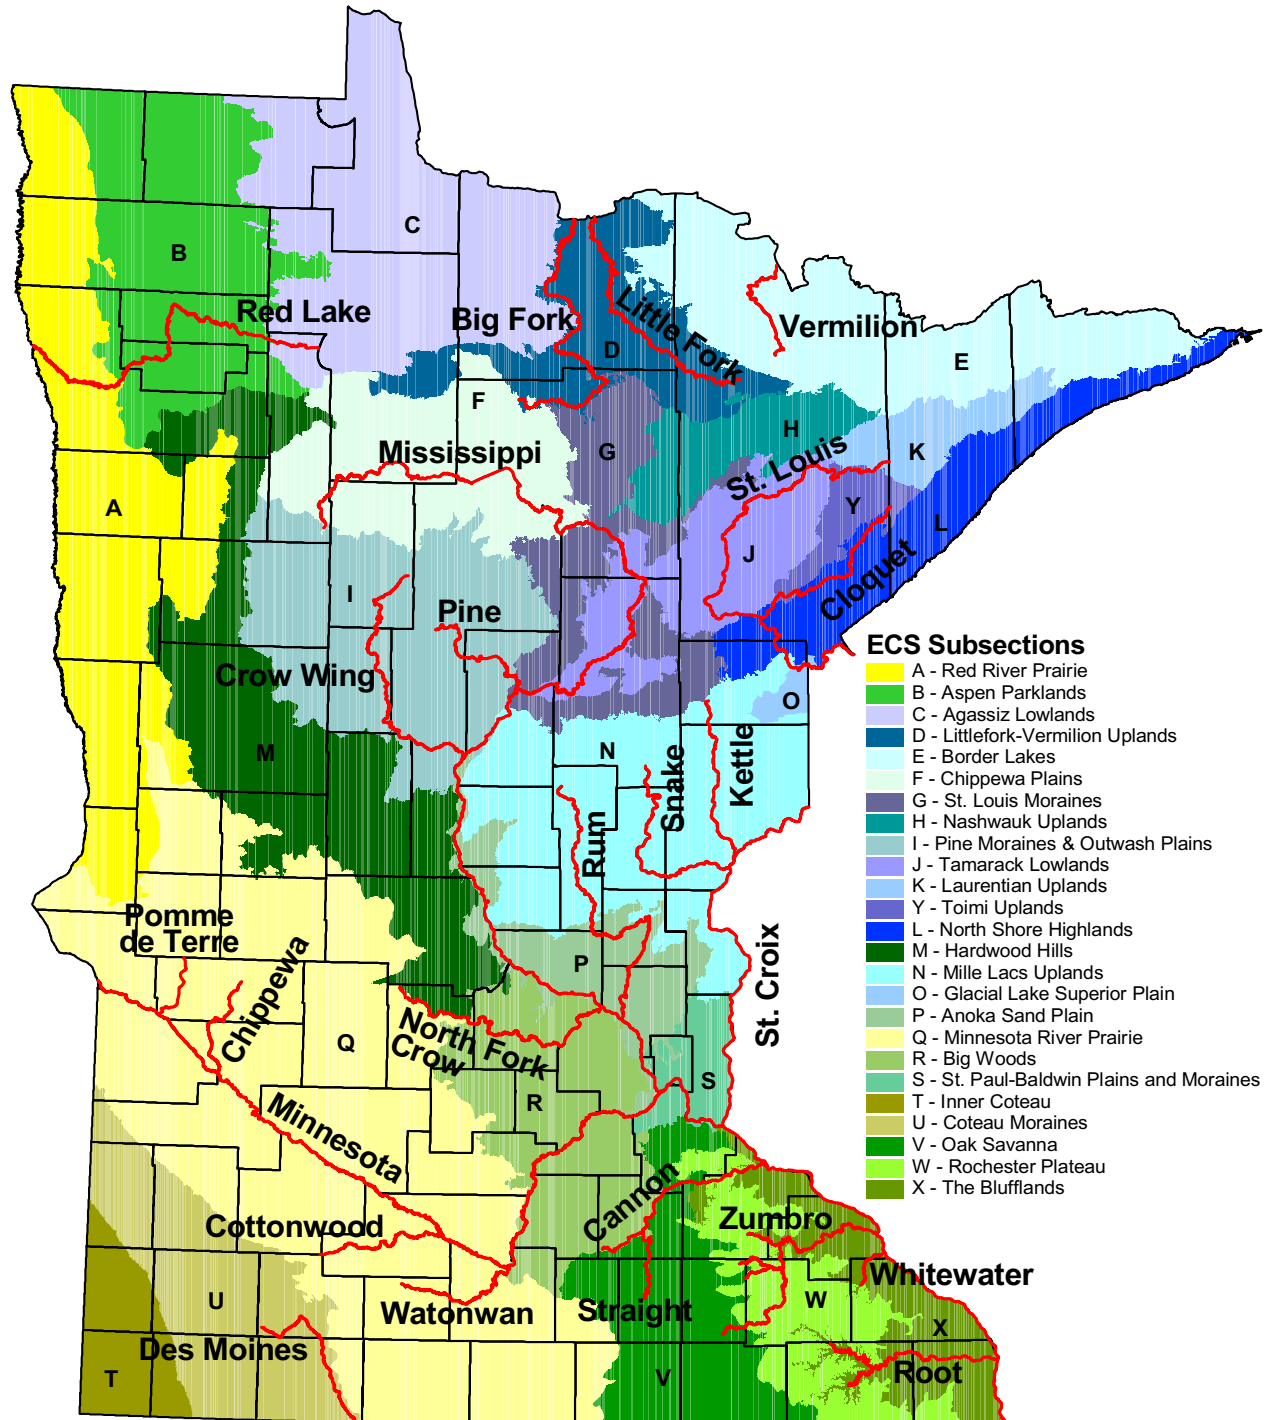 C
B
Red Lake
Big Fork
Little Fork
Vermilion
D
E
F
Mississippi
G
H
St. Louis
K
A
Y
L
J
Cloquet
I
Pine
Crow Wing
O
M
N
Snake
Kettle
Rum
Pomme
de Terre
Chippewa
P
St. Croix
Q
North Fork
Crow
S
R
Minnesota
Cannon
Cottonwood
Zumbro
Whitewater
U
Watonwan
Straight
W
X
Des Moines
T
V
Root
ECS Subsections
A - Red River Prairie
B - Aspen Parklands
C - Agassiz Lowlands
D - Littlefork-Vermilion Uplands
E - Border Lakes
F - Chippewa Plains
G - St. Louis Moraines
H - Nashwauk Uplands
I - Pine Moraines & Outwash Plains
J - Tamarack Lowlands
K - Laurentian Uplands
Y - Toimi Uplands
L - North Shore Highlands
M - Hardwood Hills
N - Mille Lacs Uplands
O - Glacial Lake Superior Plain
P - Anoka Sand Plain
Q - Minnesota River Prairie
R - Big Woods
S - St. Paul-Baldwin Plains and Moraines
T - Inner Coteau
U - Coteau Moraines
V - Oak Savanna
W - Rochester Plateau
X - The Blufflands